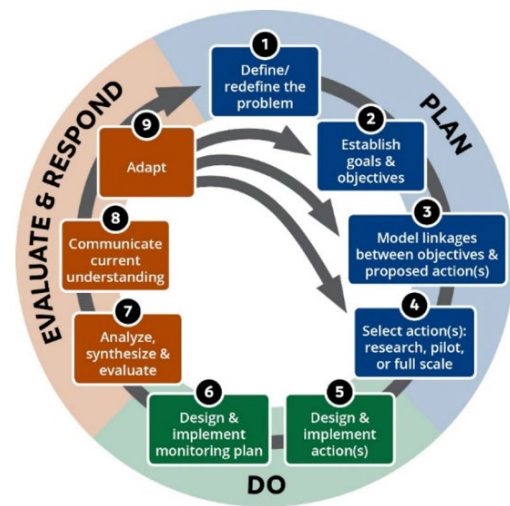 1
Define/
redefine the
problem
PLAN
2
Establish
goals &
objectives
3
Model linkages
between objectives &
proposed action(s)
4
Select action(s):
research, pilot,
or full scale
5
Design &
implement
action(s)
DO
6
Design &
implement
monitoring plan
7
Analyze,
synthesize &
evaluate
EVALUATE & RESPOND
8
Communicate
current
understanding
9
Adapt